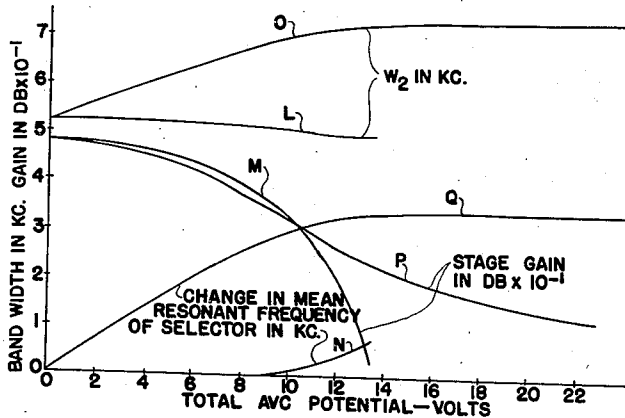 BAND WIDTH IN KC. GAIN IN DB×10⁻¹
7
6
5
4
3
2
1
0
O
W₂ IN KC.
L
M
Q
P
STAGE GAIN
IN DB × 10⁻¹
CHANGE IN MEAN
RESONANT FREQUENCY
OF SELECTOR IN KC.
N
0 2 4 6 8 10 12 14 16 18 20 22
TOTAL AVC POTENTIAL—VOLTS